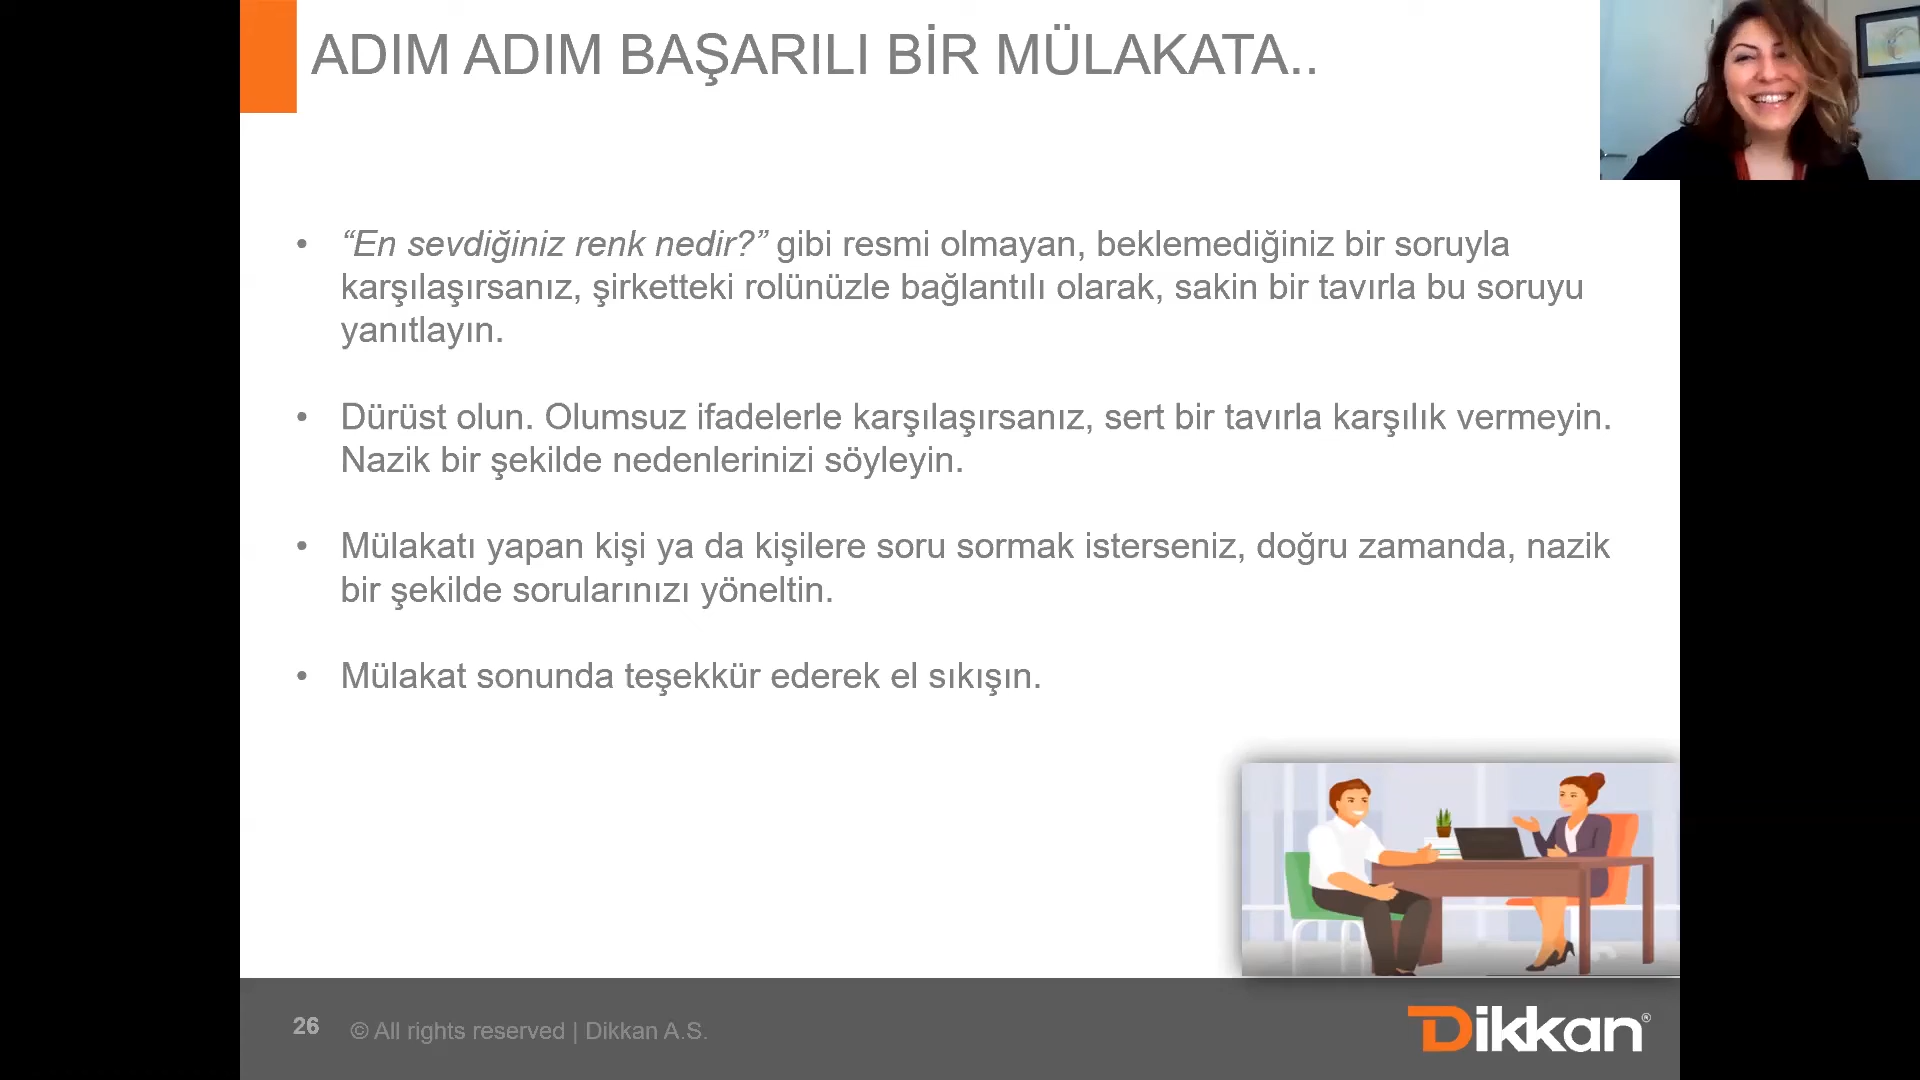 ADIM ADIM BAŞARILI BİR MÜLAKATA..
• “En sevdiğiniz renk nedir?” gibi resmi olmayan, beklemediğiniz bir soruyla
karşılaşırsanız, şirketteki rolünüzle bağlantılı olarak, sakin bir tavırla bu soruyu
yanıtlayın.
• Dürüst olun. Olumsuz ifadelerle karşılaşırsanız, sert bir tavırla karşılık vermeyin.
Nazik bir şekilde nedenlerinizi söyleyin.
• Mülakatı yapan kişi ya da kişilere soru sormak isterseniz, doğru zamanda, nazik
bir şekilde sorularınızı yöneltin.
• Mülakat sonunda teşekkür ederek el sıkışın.
26 © All rights reserved | Dikkan A.S.
Dikkan®